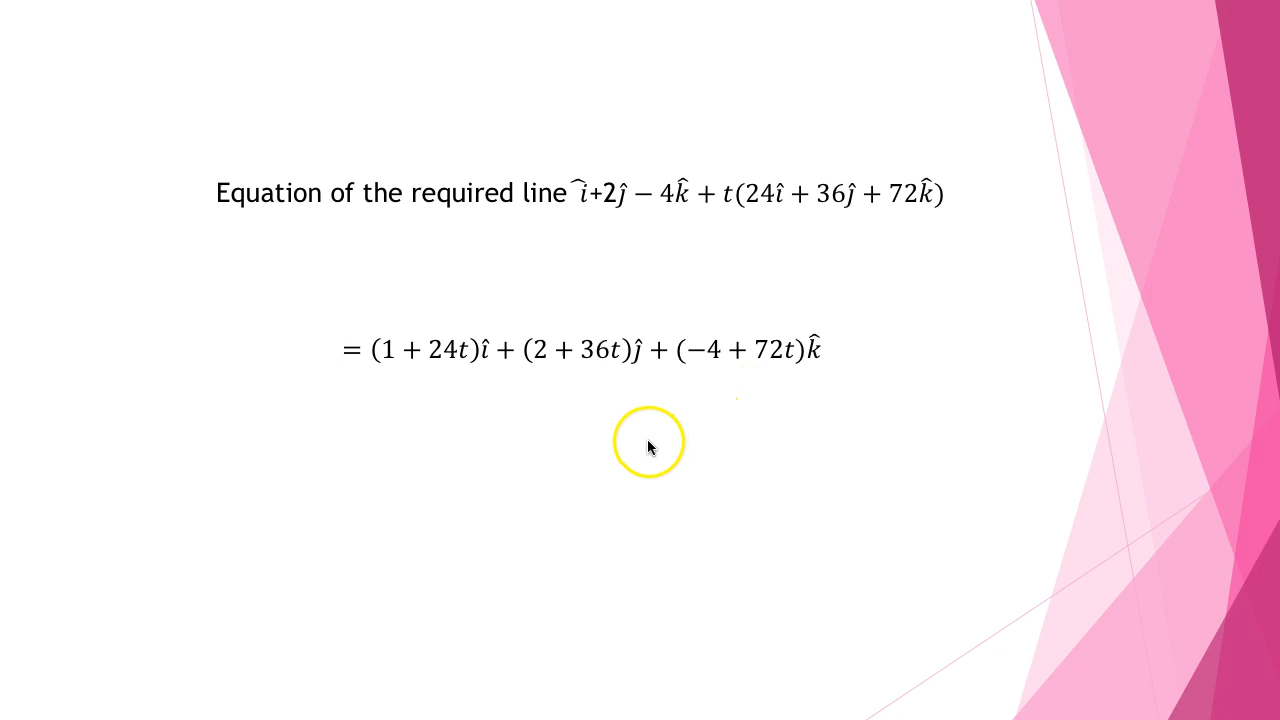 Equation of the required line î+2ĵ − 4k̂ + t(24î + 36ĵ + 72k̂)
= (1 + 24t)î + (2 + 36t)ĵ + (−4 + 72t)k̂